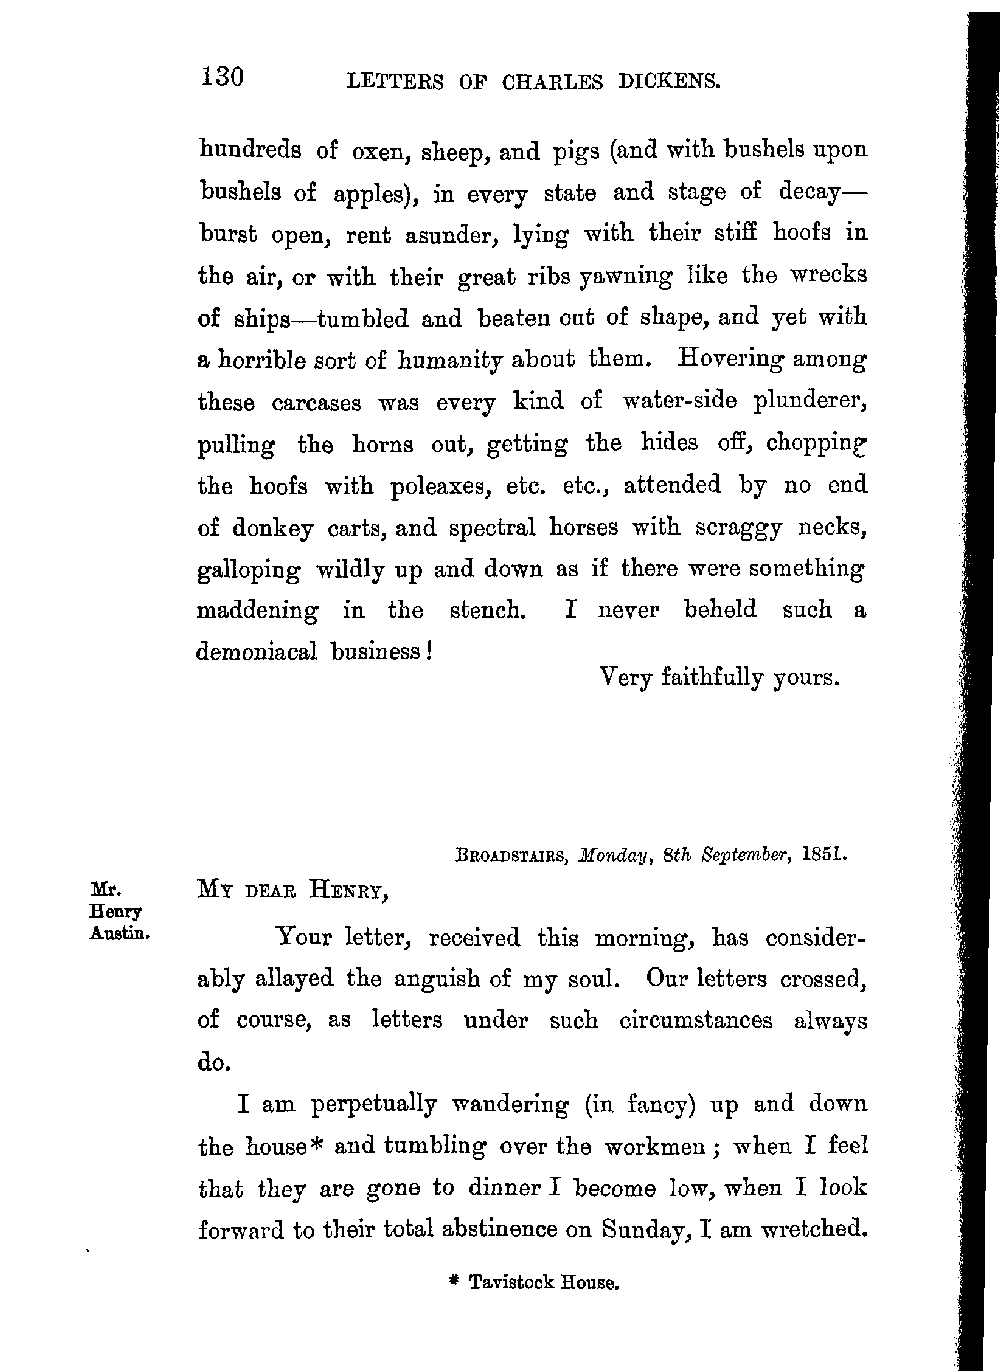 130 LETTERS OF CHARLES DICKENS.
hundreds of oxen, sheep, and pigs (and with bushels upon
bushels of apples), in every state and stage of decay—
burst open, rent asunder, lying with their stiff hoofs in
the air, or with their great ribs yawning like the wrecks
of ships—tumbled and beaten out of shape, and yet with
a horrible sort of humanity about them. Hovering among
these carcases was every kind of water-side plunderer,
pulling the horns out, getting the hides off, chopping
the hoofs with poleaxes, etc. etc., attended by no end
of donkey carts, and spectral horses with scraggy necks,
galloping wildly up and down as if there were something
maddening in the stench. I never beheld such a
demoniacal business!
Very faithfully yours.
BROADSTAIRS, Monday, 8th September, 1851.
Mr.
Henry
Austin.
MY DEAR HENRY,
Your letter, received this morning, has consider-
ably allayed the anguish of my soul. Our letters crossed,
of course, as letters under such circumstances always
do.
I am perpetually wandering (in fancy) up and down
the house* and tumbling over the workmen; when I feel
that they are gone to dinner I become low, when I look
forward to their total abstinence on Sunday, I am wretched.
* Tavistock House.